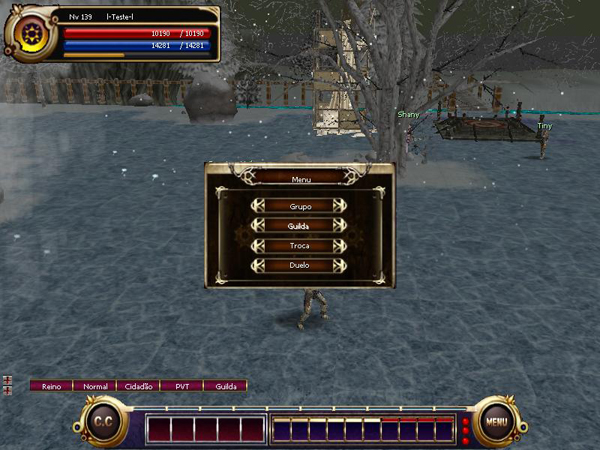 Nv 139 l-Teste-l
10190 / 10190
14281 / 14281
Shany
Tiny
Menu
Grupo
Guilda
Troca
Duelo
Reino Normal Cidadão PVT Guilda
C.C
MENU